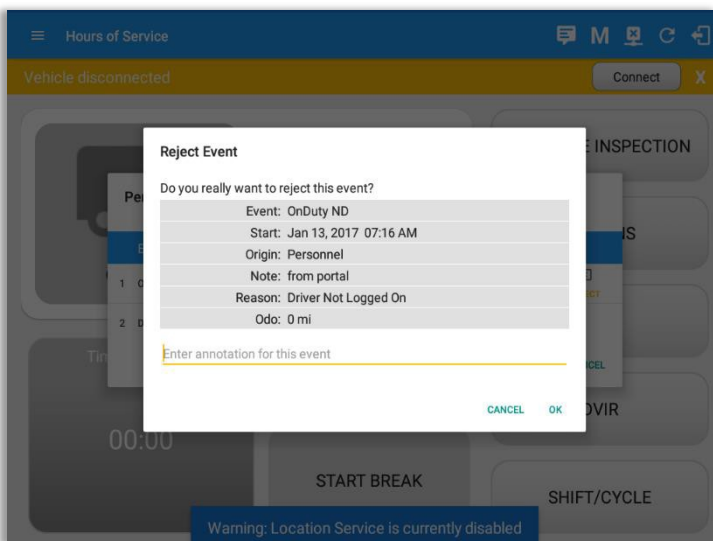 Hours of Service
M
Vehicle disconnected
Connect
X
INSPECTION
Reject Event
Do you really want to reject this event?
Event: OnDuty ND
Start: Jan 13, 2017 07:16 AM
Origin: Personnel
Note: from portal
Reason: Driver Not Logged On
Odo: 0 mi
Enter annotation for this event
CANCEL OK
1
2
00:00
START BREAK
SHIFT/CYCLE
Warning: Location Service is currently disabled